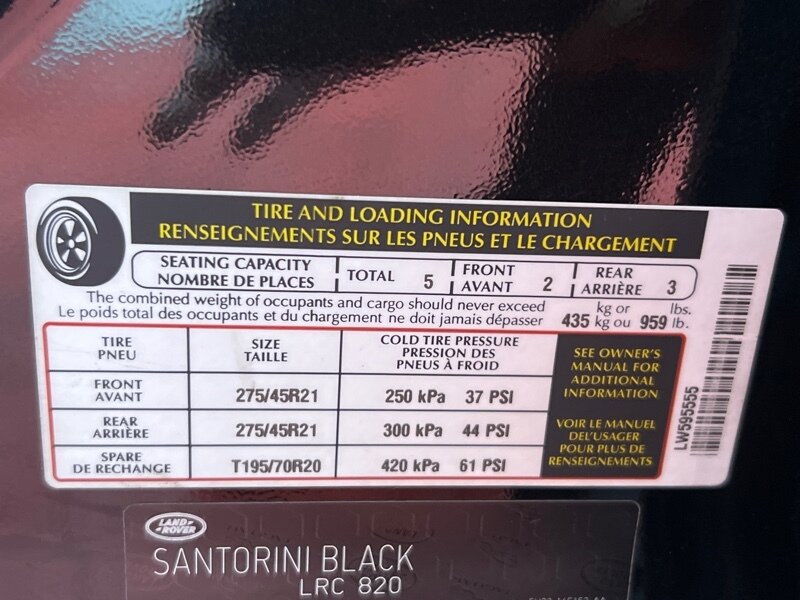 TIRE AND LOADING INFORMATION
RENSEIGNEMENTS SUR LES PNEUS ET LE CHARGEMENT
SEATING CAPACITY
NOMBRE DE PLACES
TOTAL 5
FRONT
AVANT 2
REAR
ARRIÈRE 3
The combined weight of occupants and cargo should never exceed
Le poids total des occupants et du chargement ne doit jamais dépasser
435 kg or kg ou 959 lbs. lb.
TIRE
PNEU
SIZE
TAILLE
COLD TIRE PRESSURE
PRESSION DES
PNEUS À FROID
FRONT
AVANT
275/45R21
250 kPa 37 PSI
REAR
ARRIÈRE
275/45R21
300 kPa 44 PSI
SPARE
DE RECHANGE
T195/70R20
420 kPa 61 PSI
SEE OWNER'S
MANUAL FOR
ADDITIONAL
INFORMATION
VOIR LE MANUEL
DEL'USAGER
POUR PLUS DE
RENSEIGNEMENTS
LW595555
LAND-
-ROVER
SANTORINI BLACK
LRC 820